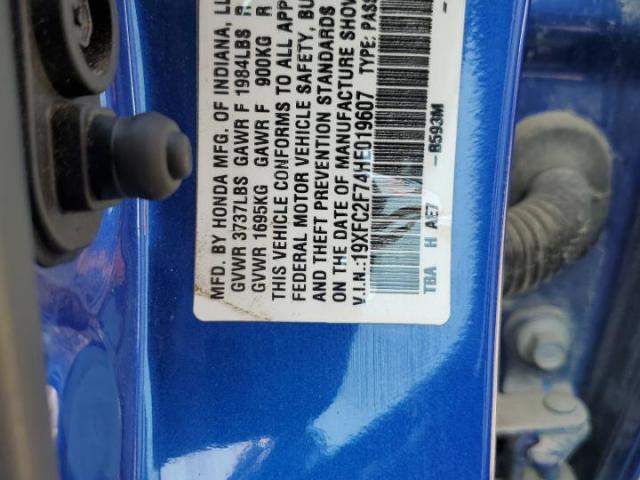 MFD. BY HONDA MFG. OF INDIANA, LL
GVWR 3737LBS GAWR F 1984LBS R
GVWR 1695KG GAWR F 900KG R
THIS VEHICLE CONFORMS TO ALL APP
FEDERAL MOTOR VEHICLE SAFETY, BU
AND THEFT PREVENTION STANDARDS
ON THE DATE OF MANUFACTURE SHOW
V.I.N.:19XFC2F74HE019607 TYPE: PASS
TBA H AE7 - B593M -